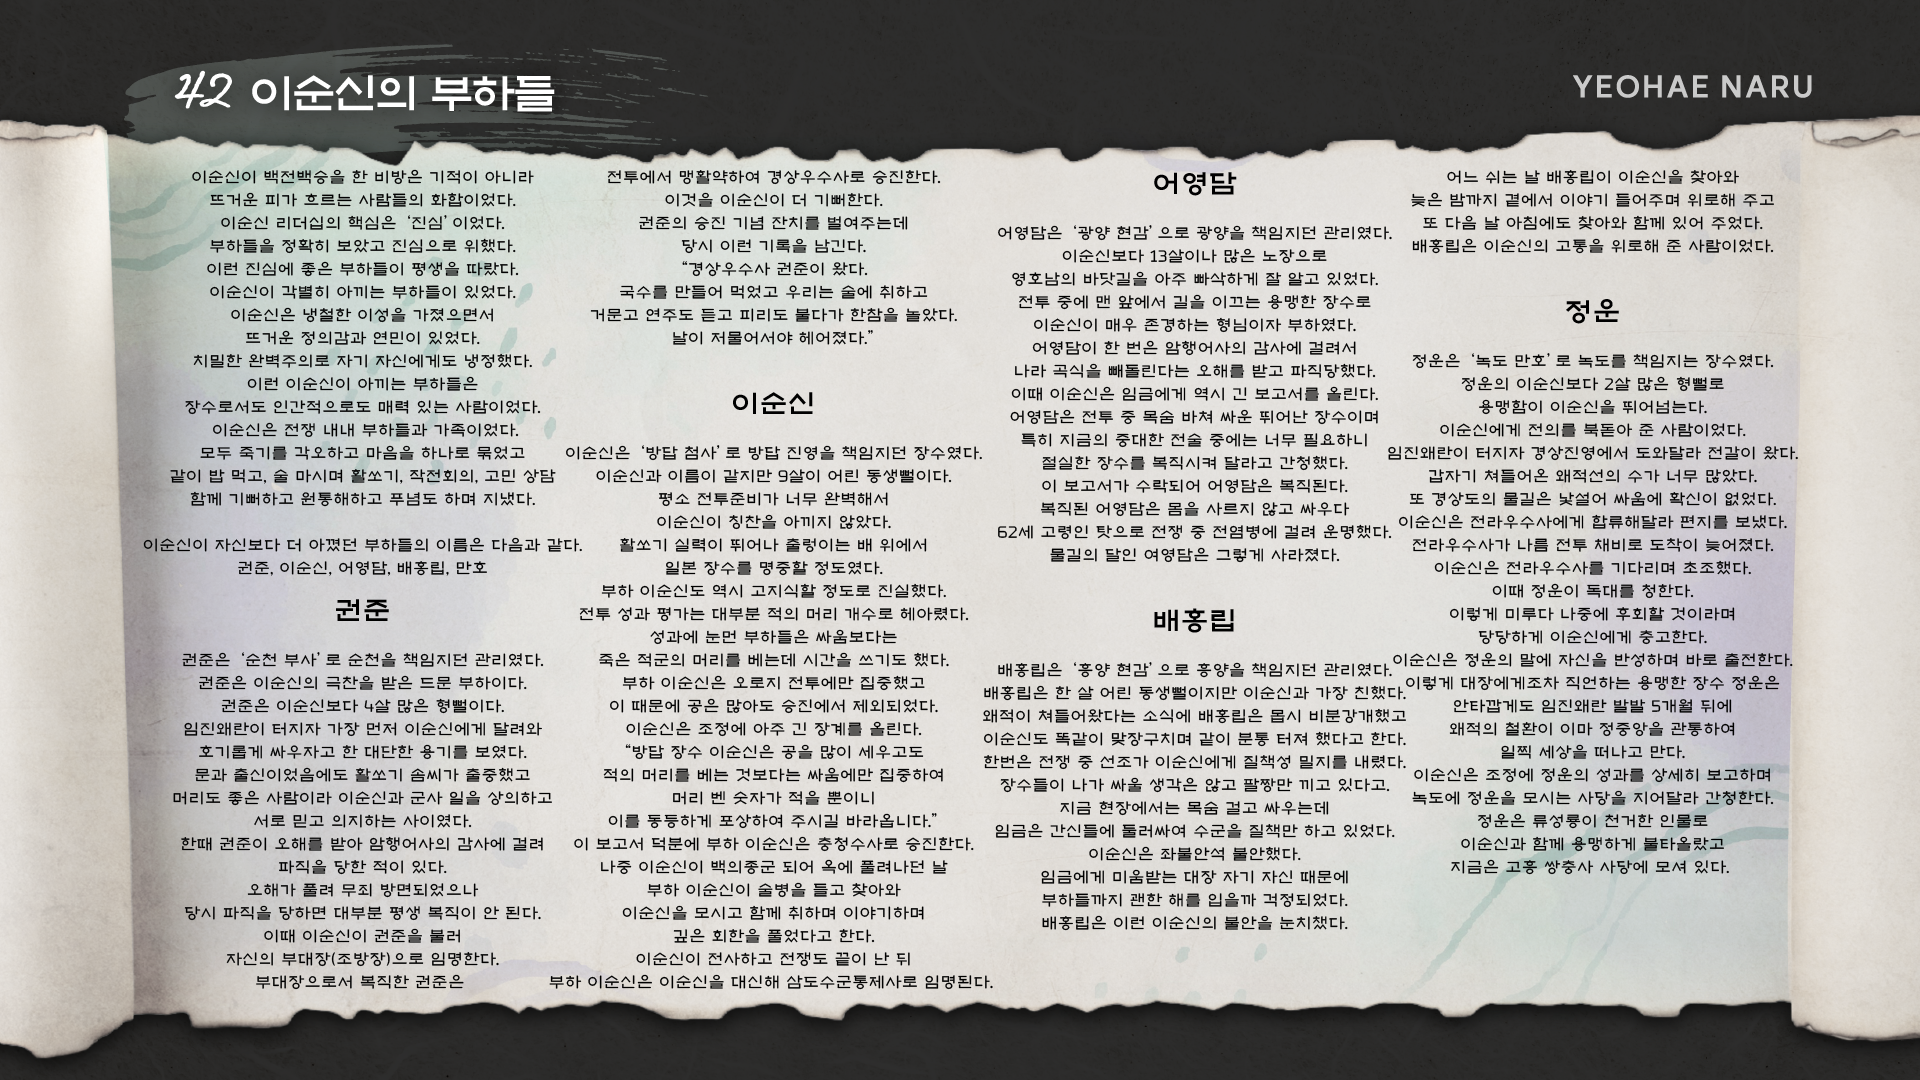 42 이순신의 부하들
YEOHAE NARU
이순신이 백전백승을 한 비방은 기적이 아니라
뜨거운 피가 흐르는 사람들의 화합이었다.
이순신 리더십의 핵심은 ‘진심’ 이었다.
부하들을 정확히 보았고 진심으로 위했다.
이런 진심에 좋은 부하들이 평생을 따랐다.
이순신이 각별히 아끼는 부하들이 있었다.
이순신은 냉철한 이성을 가졌으면서
뜨거운 정의감과 연민이 있었다.
치밀한 완벽주의로 자기 자신에게도 냉정했다.
이런 이순신이 아끼는 부하들은
장수로서도 인간적으로도 매력 있는 사람이었다.
이순신은 전쟁 내내 부하들과 가족이었다.
모두 죽기를 각오하고 마음을 하나로 묶었고
같이 밥 먹고, 술 마시며 활쏘기, 작전회의, 고민 상담
함께 기뻐하고 원통해하고 푸념도 하며 지냈다.
이순신이 자신보다 더 아꼈던 부하들의 이름은 다음과 같다.
권준, 이순신, 어영담, 배흥립, 만호
권준
권준은 ‘순천 부사’ 로 순천을 책임지던 관리였다.
권준은 이순신의 극찬을 받은 드문 부하이다.
권준은 이순신보다 4살 많은 형뻘이다.
임진왜란이 터지자 가장 먼저 이순신에게 달려와
호기롭게 싸우자고 한 대단한 용기를 보였다.
문과 출신이었음에도 활쏘기 솜씨가 출중했고
머리도 좋은 사람이라 이순신과 군사 일을 상의하고
서로 믿고 의지하는 사이였다.
한때 권준이 오해를 받아 암행어사의 감사에 걸려
파직을 당한 적이 있다.
오해가 풀려 무죄 방면되었으나
당시 파직을 당하면 대부분 평생 복직이 안 된다.
이때 이순신이 권준을 불러
자신의 부대장(조방장)으로 임명한다.
부대장으로서 복직한 권준은
전투에서 맹활약하여 경상우수사로 승진한다.
이것을 이순신이 더 기뻐한다.
권준의 승진 기념 잔치를 벌여주는데
당시 이런 기록을 남긴다.
“경상우수사 권준이 왔다.
국수를 만들어 먹었고 우리는 술에 취하고
거문고 연주도 듣고 피리도 불다가 한참을 놀았다.
날이 저물어서야 헤어졌다.”
이순신
이순신은 ‘방답 첨사’ 로 방답 진영을 책임지던 장수였다.
이순신과 이름이 같지만 9살이 어린 동생뻘이다.
평소 전투준비가 너무 완벽해서
이순신이 칭찬을 아끼지 않았다.
활쏘기 실력이 뛰어나 출렁이는 배 위에서
일본 장수를 명중할 정도였다.
부하 이순신도 역시 고지식할 정도로 진실했다.
전투 성과 평가는 대부분 적의 머리 개수로 헤아렸다.
성과에 눈먼 부하들은 싸움보다는
죽은 적군의 머리를 베는데 시간을 쓰기도 했다.
부하 이순신은 오로지 전투에만 집중했고
이 때문에 공은 많아도 승진에서 제외되었다.
이순신은 조정에 아주 긴 장계를 올린다.
“방답 장수 이순신은 공을 많이 세우고도
적의 머리를 베는 것보다는 싸움에만 집중하여
머리 벤 숫자가 적을 뿐이니
이를 동등하게 포상하여 주시길 바라옵니다.”
이 보고서 덕분에 부하 이순신은 충청수사로 승진한다.
나중 이순신이 백의종군 되어 옥에 풀려나던 날
부하 이순신이 술병을 들고 찾아와
이순신을 모시고 함께 취하며 이야기하며
깊은 회한을 풀었다고 한다.
이순신이 전사하고 전쟁도 끝이 난 뒤
부하 이순신은 이순신을 대신해 삼도수군통제사로 임명된다.
어영담
어영담은 ‘광양 현감’ 으로 광양을 책임지던 관리였다.
이순신보다 13살이나 많은 노장으로
영호남의 바닷길을 아주 빠삭하게 잘 알고 있었다.
전투 중에 맨 앞에서 길을 이끄는 용맹한 장수로
이순신이 매우 존경하는 형님이자 부하였다.
어영담이 한 번은 암행어사의 감사에 걸려서
나라 곡식을 빼돌린다는 오해를 받고 파직당했다.
이때 이순신은 임금에게 역시 긴 보고서를 올린다.
어영담은 전투 중 목숨 바쳐 싸운 뛰어난 장수이며
특히 지금의 중대한 전술 중에는 너무 필요하니
절실한 장수를 복직시켜 달라고 간청했다.
이 보고서가 수락되어 어영담은 복직된다.
복직된 어영담은 몸을 사르지 않고 싸우다
62세 고령인 탓으로 전쟁 중 전염병에 걸려 운명했다.
물길의 달인 여영담은 그렇게 사라졌다.
배흥립
배흥립은 ‘흥양 현감’ 으로 흥양을 책임지던 관리였다.
배흥립은 한 살 어린 동생뻘이지만 이순신과 가장 친했다.
왜적이 쳐들어왔다는 소식에 배흥립은 몹시 비분강개했고
이순신도 똑같이 맞장구치며 같이 분통 터져 했다고 한다.
한번은 전쟁 중 선조가 이순신에게 질책성 밀지를 내렸다.
장수들이 나가 싸울 생각은 않고 팔짱만 끼고 있다고.
지금 현장에서는 목숨 걸고 싸우는데
임금은 간신들에 둘러싸여 수군을 질책만 하고 있었다.
이순신은 좌불안석 불안했다.
임금에게 미움받는 대장 자기 자신 때문에
부하들까지 괜한 해를 입을까 걱정되었다.
배흥립은 이런 이순신의 불안을 눈치챘다.
어느 쉬는 날 배흥립이 이순신을 찾아와
늦은 밤까지 곁에서 이야기 들어주며 위로해 주고
또 다음 날 아침에도 찾아와 함께 있어 주었다.
배흥립은 이순신의 고통을 위로해 준 사람이었다.
정운
정운은 ‘녹도 만호’ 로 녹도를 책임지는 장수였다.
정운의 이순신보다 2살 많은 형뻘로
용맹함이 이순신을 뛰어넘는다.
이순신에게 전의를 북돋아 준 사람이었다.
임진왜란이 터지자 경상진영에서 도와달라 전갈이 왔다.
갑자기 쳐들어온 왜적선의 수가 너무 많았다.
또 경상도의 물길은 낯설어 싸움에 확신이 없었다.
이순신은 전라우수사에게 합류해달라 편지를 보냈다.
전라우수사가 나름 전투 채비로 도착이 늦어졌다.
이순신은 전라우수사를 기다리며 초조했다.
이때 정운이 독대를 청한다.
이렇게 미루다 나중에 후회할 것이라며
당당하게 이순신에게 충고한다.
이순신은 정운의 말에 자신을 반성하며 바로 출전한다.
이렇게 대장에게조차 직언하는 용맹한 장수 정운은
안타깝게도 임진왜란 발발 5개월 뒤에
왜적의 철환이 이마 정중앙을 관통하여
일찍 세상을 떠나고 만다.
이순신은 조정에 정운의 성과를 상세히 보고하며
녹도에 정운을 모시는 사당을 지어달라 간청한다.
정운은 류성룡이 천거한 인물로
이순신과 함께 용맹하게 불타올랐고
지금은 고흥 쌍충사 사당에 모셔 있다.